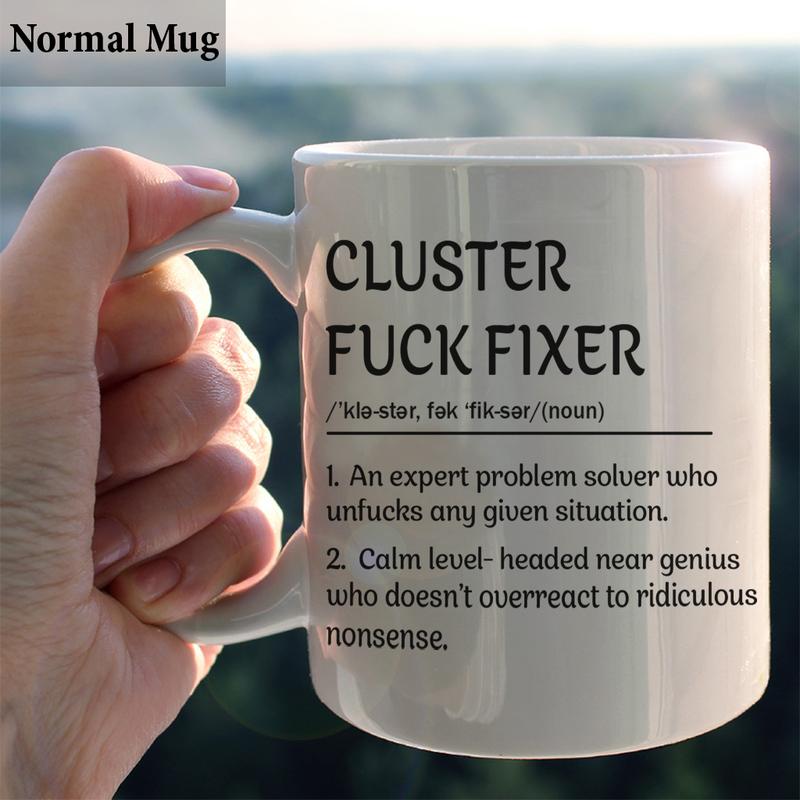 Normal Mug
CLUSTER
FUCK FIXER
/'klə-stər, fək ‘fik-sər/(noun)
1. An expert problem solver who
unfucks any given situation.
2. Calm level- headed near genius
who doesn't overreact to ridiculous
nonsense.